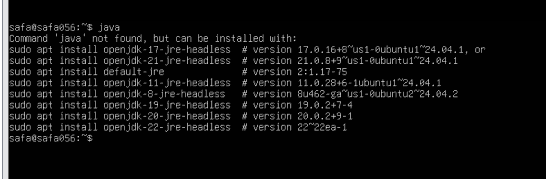 safa@safa056:~$ java
Command 'java' not found, but can be installed with:
sudo apt install openjdk-17-jre-headless  # version 17.0.16+8~us1-0ubuntu1~24.04.1, or
sudo apt install openjdk-21-jre-headless  # version 21.0.8+9~us1-0ubuntu1~24.04.1
sudo apt install default-jre              # version 2:1.17-75
sudo apt install openjdk-11-jre-headless  # version 11.0.28+6-1ubuntu1~24.04.1
sudo apt install openjdk-8-jre-headless   # version 8u462-ga~us1-0ubuntu2~24.04.2
sudo apt install openjdk-19-jre-headless  # version 19.0.2+7-4
sudo apt install openjdk-20-jre-headless  # version 20.0.2+9-1
sudo apt install openjdk-22-jre-headless  # version 22~22ea-1
safa@safa056:~$